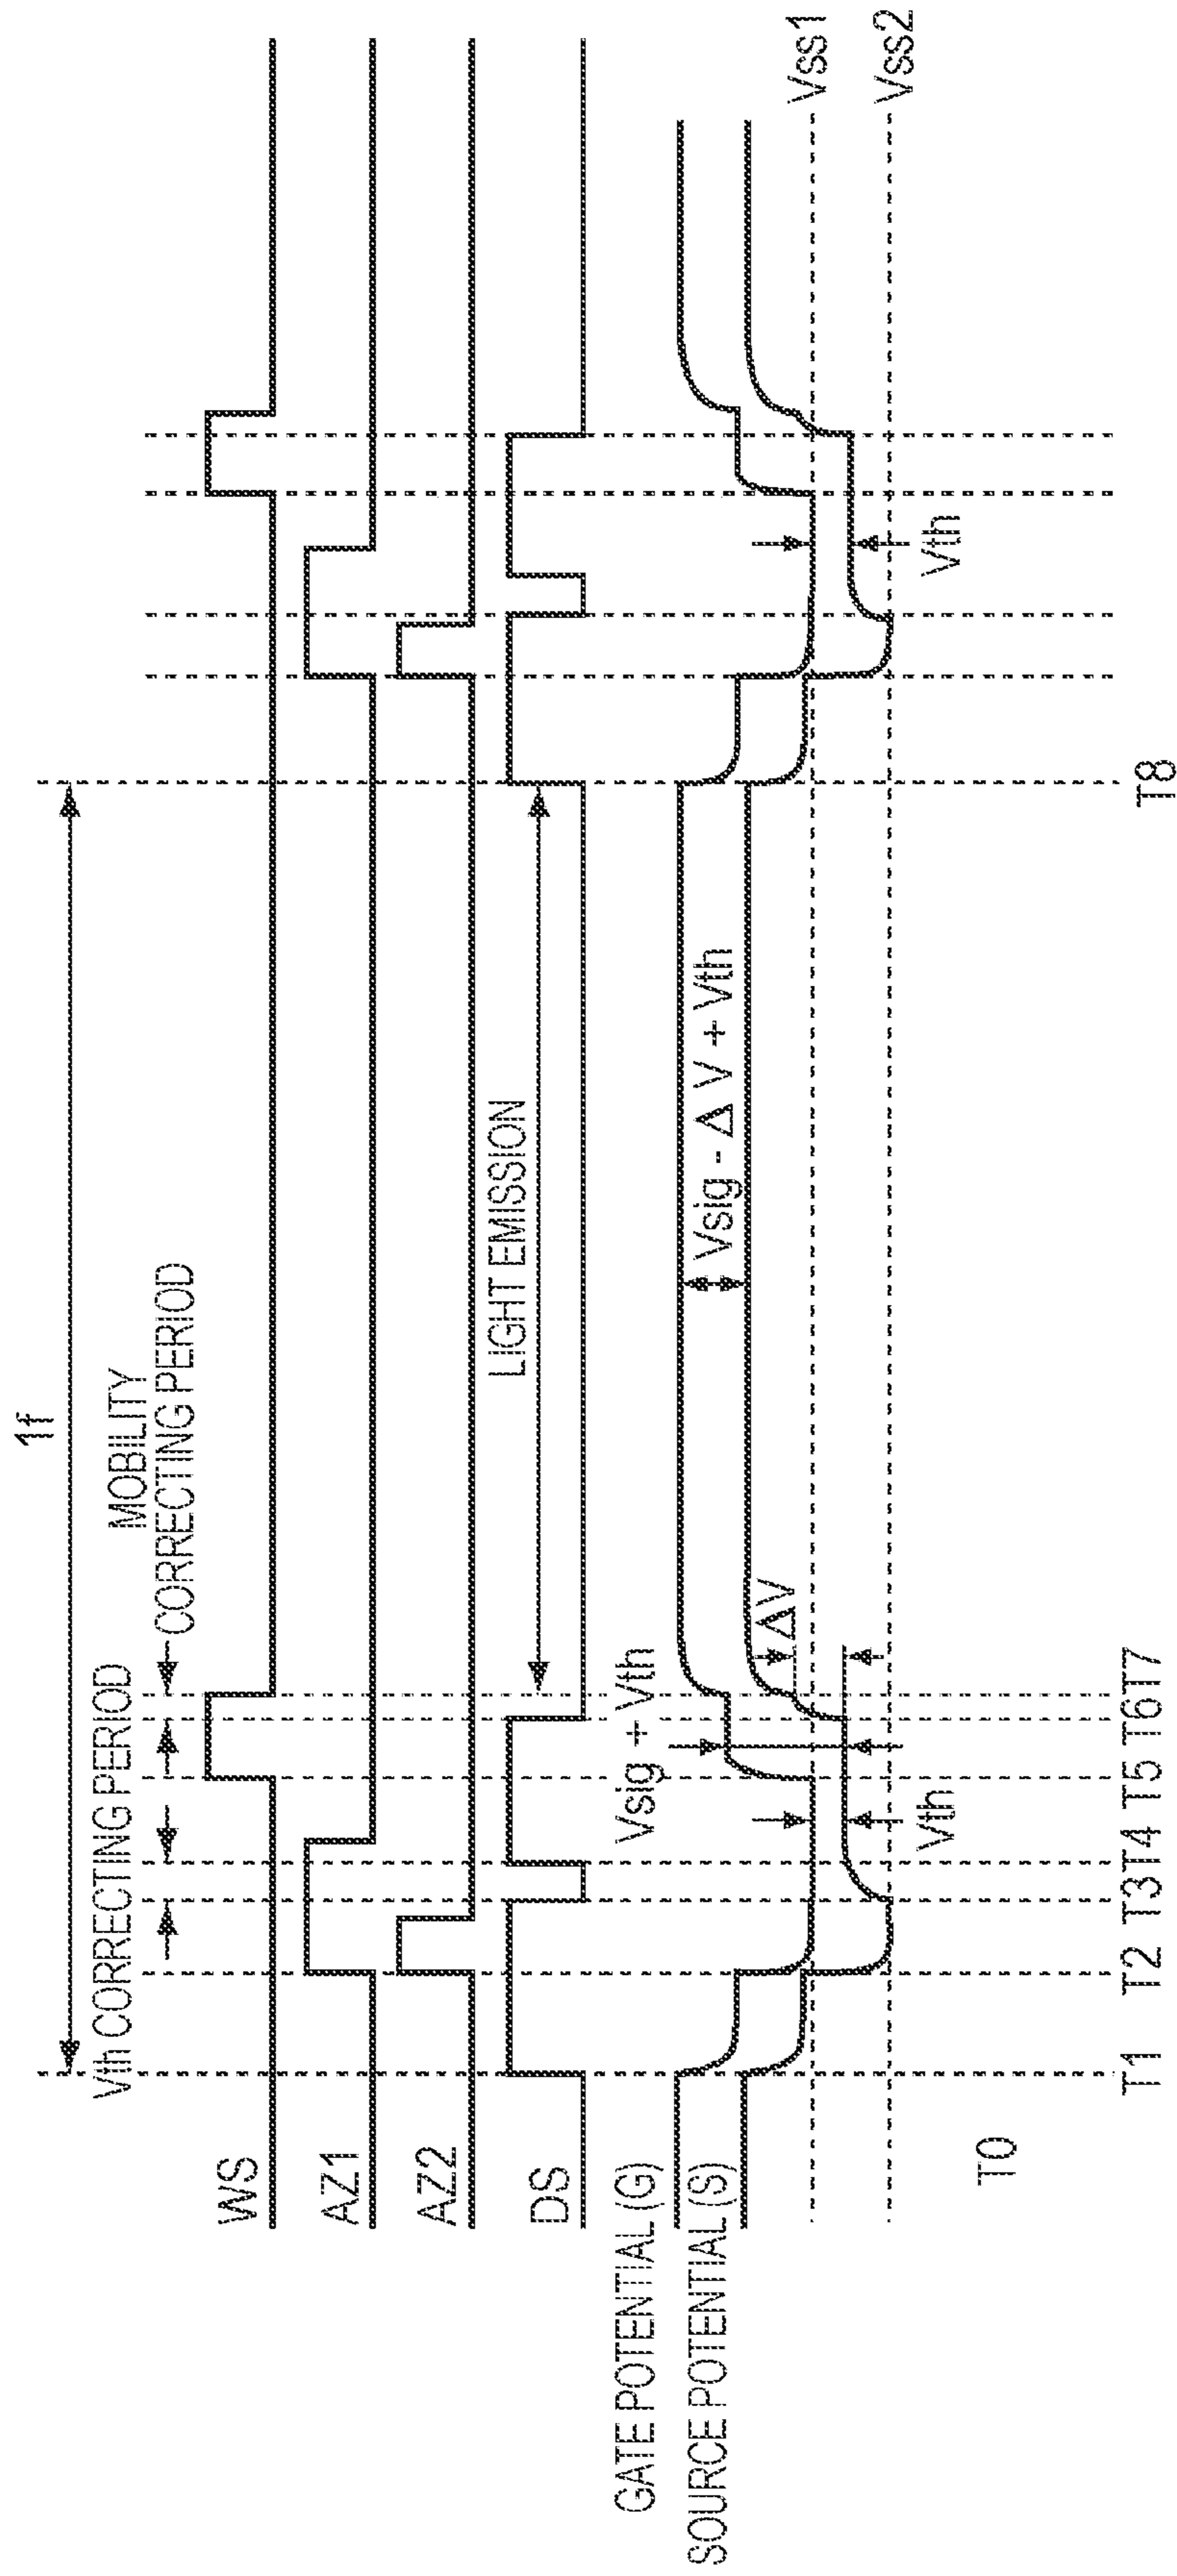 1f
Vth CORRECTING PERIOD
MOBILITY
CORRECTING PERIOD
WS
AZ1
AZ2
LIGHT EMISSION
DS
GATE POTENTIAL (G)
Vsig + Vth
SOURCE POTENTIAL (S)
Vsig - Δ V + Vth
ΔV
Vss1
Vss2
Vth
Vth
T0
T1
T2
T3
T4
T5
T6
T7
T8